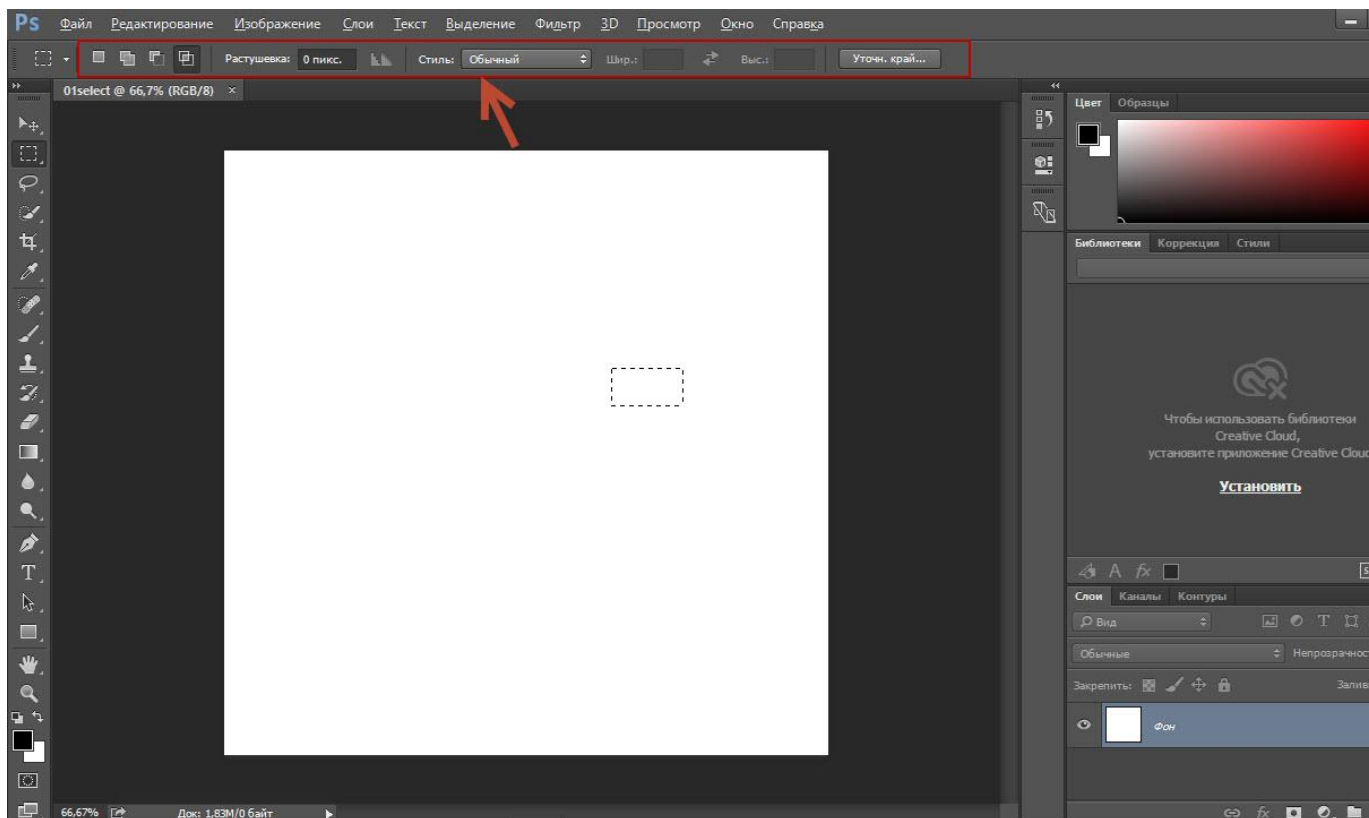 Ps Файл Редактирование Изображение Слои Текст Выделение Фильтр 3D Просмотр Окно Справка
Растушевка: 0 пикс. Стиль: Обычный Шир.: Выс.: Уточн. край...
01select @ 66,7% (RGB/8) ×
Цвет Образцы
Библиотеки Коррекция Стили
Чтобы использовать библиотеки
Creative Cloud,
установите приложение Creative Cloud
Установить
Слои Каналы Контуры
Вид
Обычные Непрозрачнос
Закрепить: Залив
Фон
66,67% Док: 1,83M/0 байт